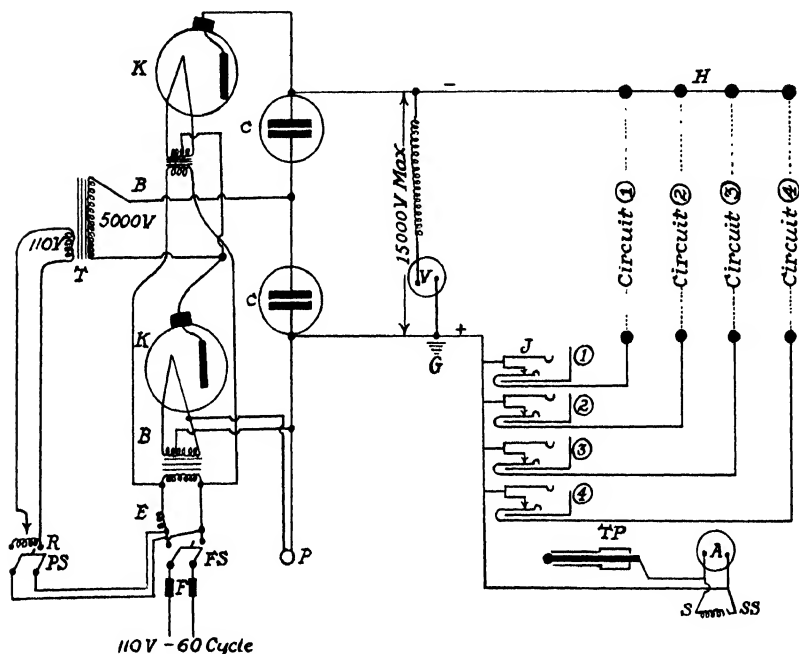 K
C
−
H
B
5000V
110V
T
15000V Max
Circuit ①
Circuit ②
Circuit ③
Circuit ④
C
V
+
G
K
J
①
②
③
④
B
E
R
PS
FS
F
P
TP
A
S
SS
110V - 60 Cycle